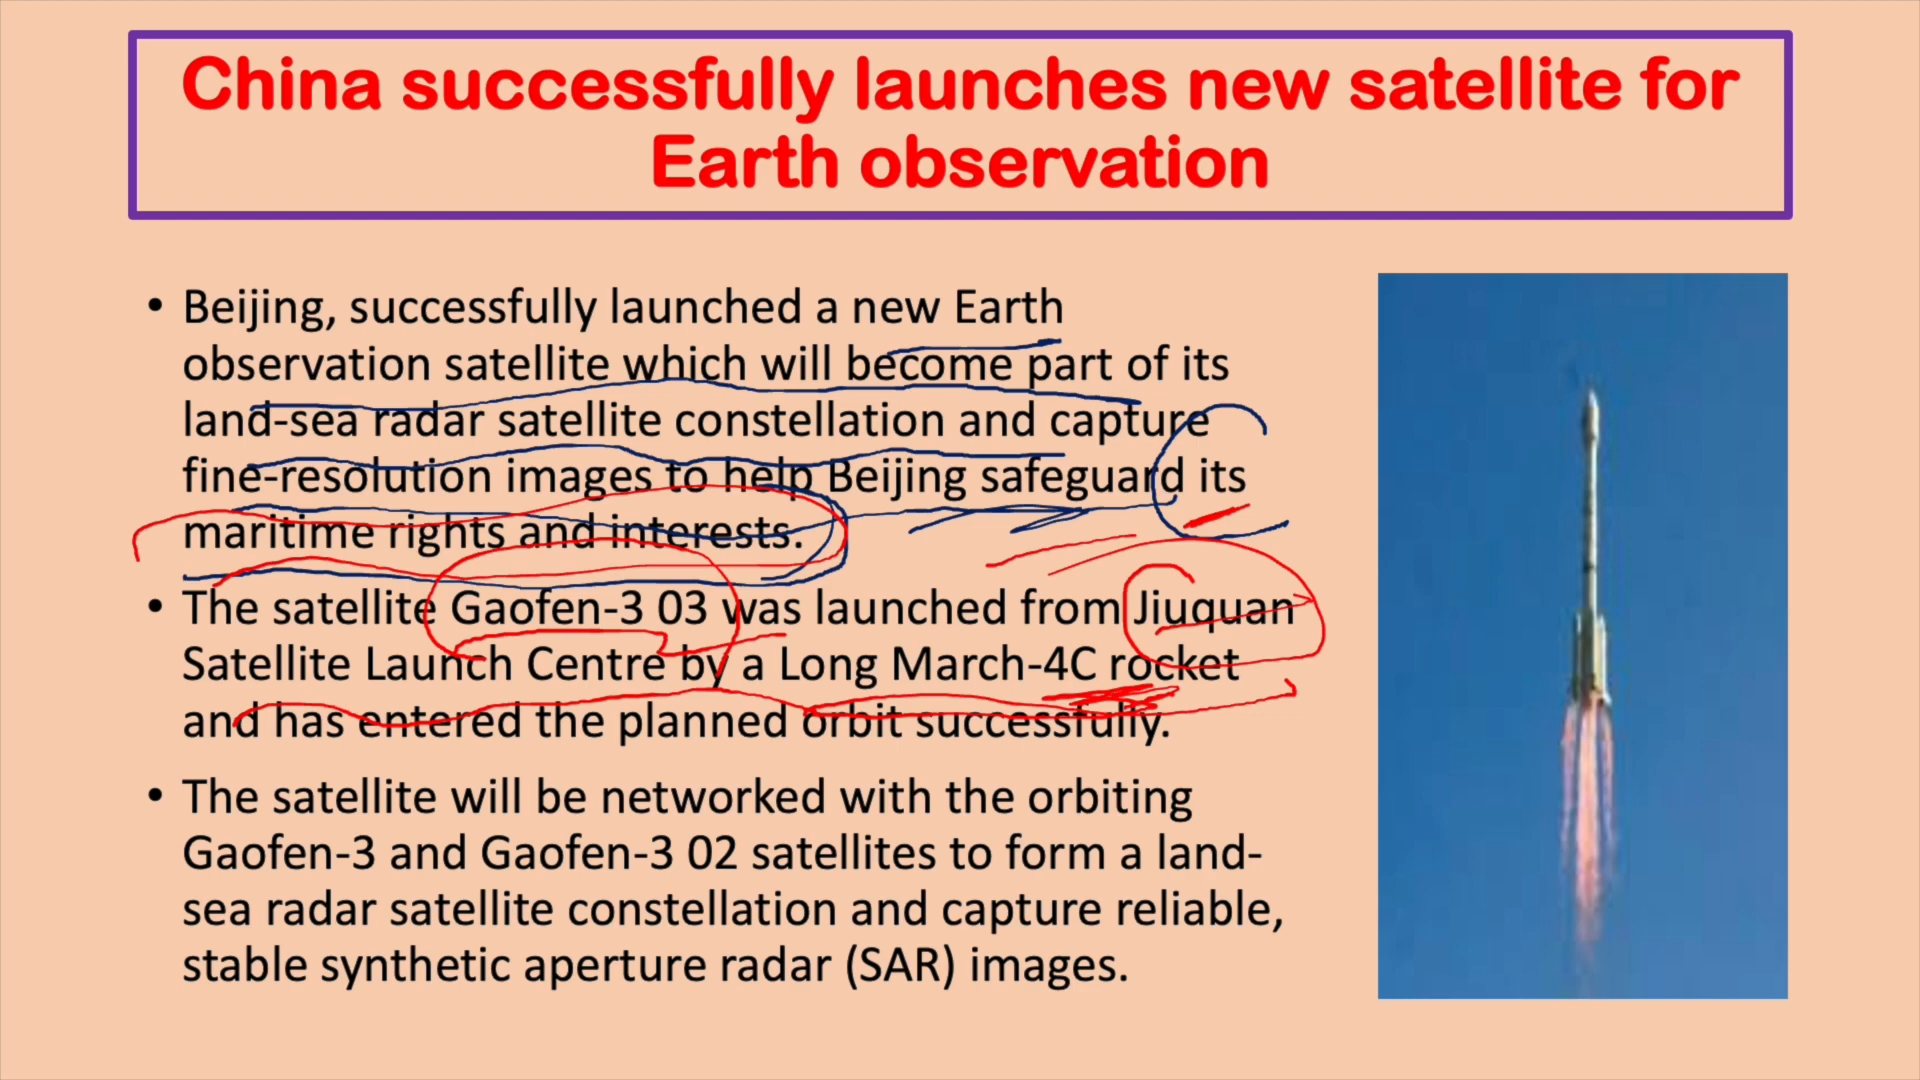 China successfully launches new satellite for
Earth observation
• Beijing, successfully launched a new Earth
observation satellite which will become part of its
land-sea radar satellite constellation and capture
fine-resolution images to help Beijing safeguard its
maritime rights and interests.
• The satellite Gaofen-3 03 was launched from Jiuquan
Satellite Launch Centre by a Long March-4C rocket
and has entered the planned orbit successfully.
• The satellite will be networked with the orbiting
Gaofen-3 and Gaofen-3 02 satellites to form a land-
sea radar satellite constellation and capture reliable,
stable synthetic aperture radar (SAR) images.